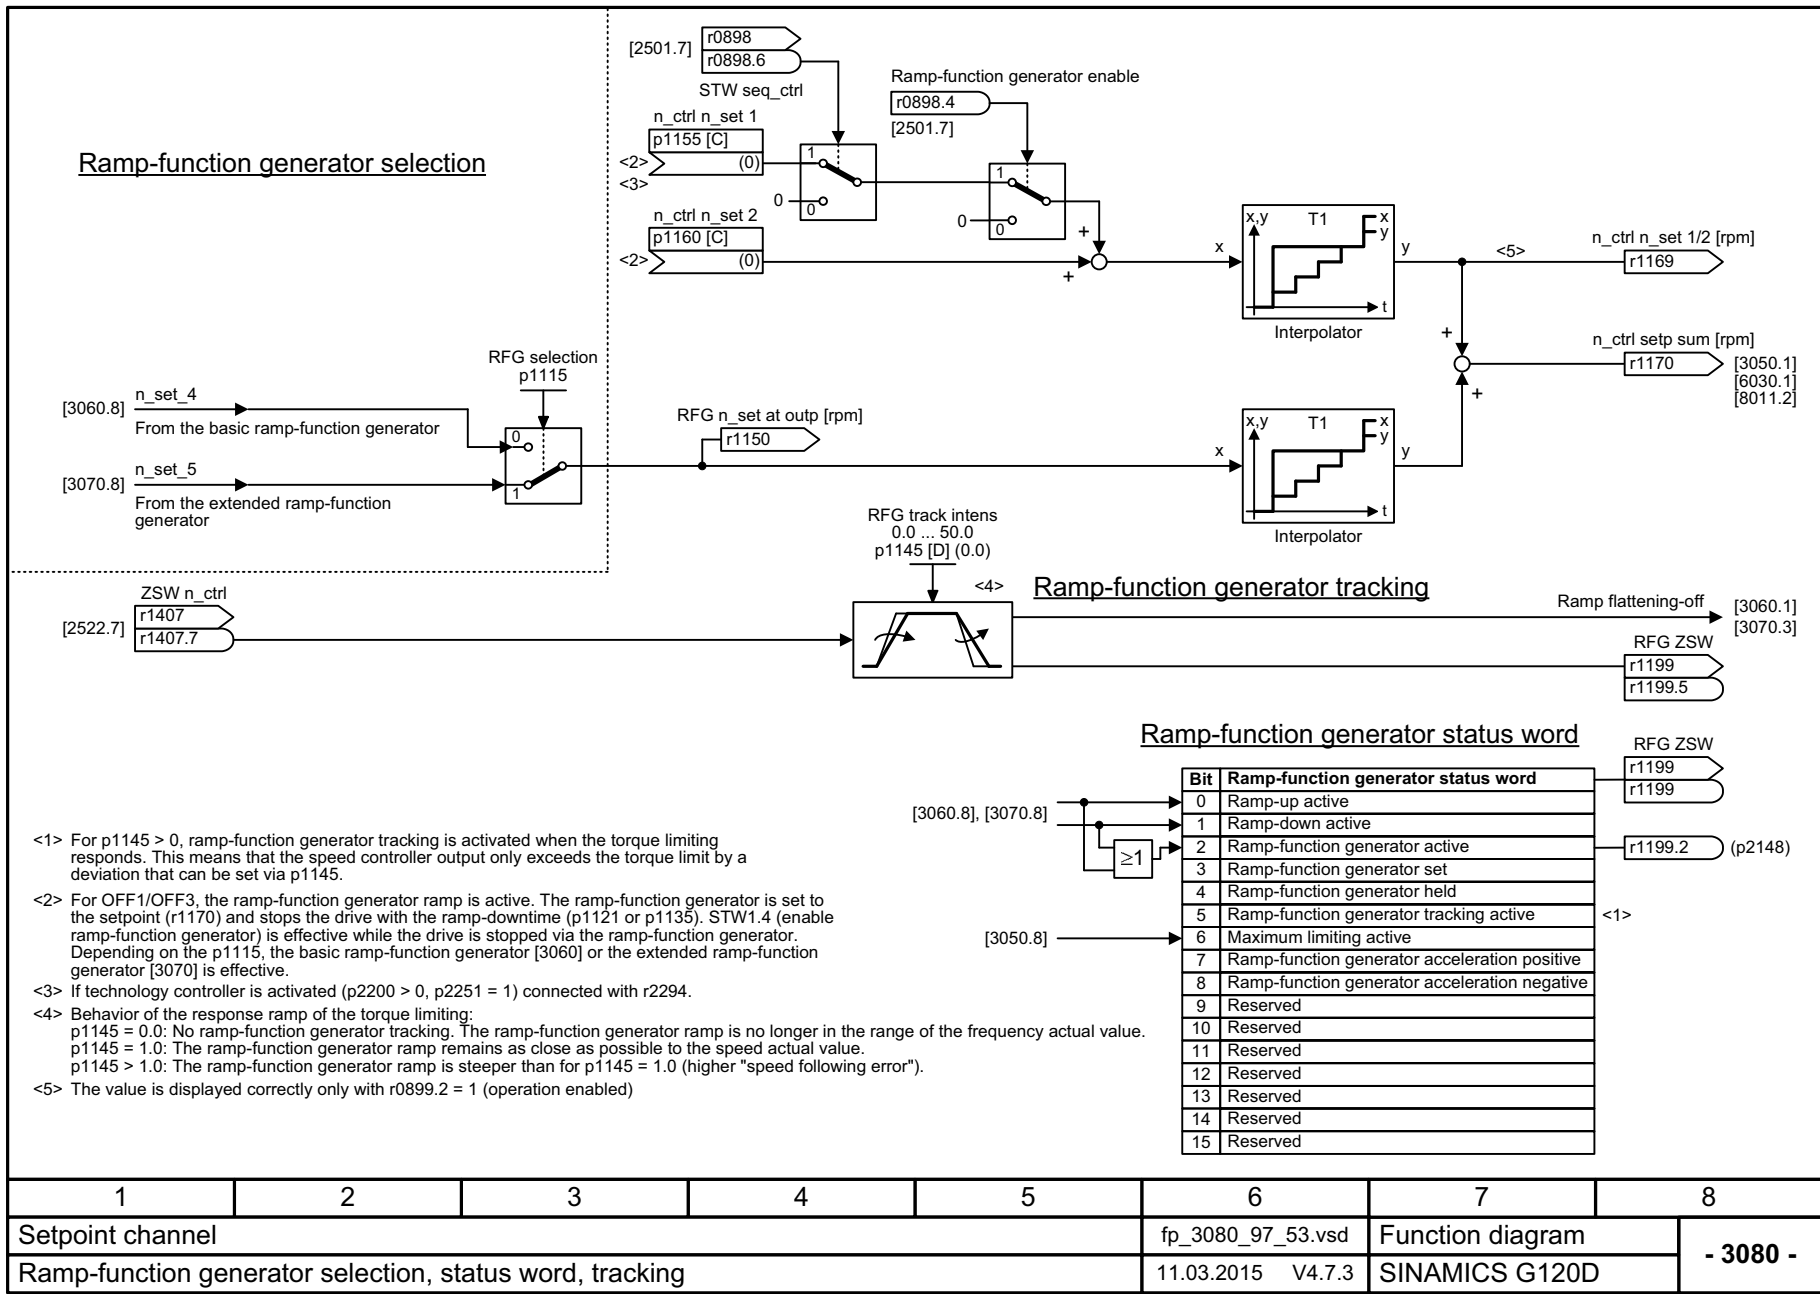 [2501.7]
r0898
r0898.6
STW seq_ctrl
Ramp-function generator enable
r0898.4
[2501.7]
Ramp-function generator selection
n_ctrl n_set 1
p1155 [C]
<2>
(0)
<3>
1
0
0
1
0
0
n_ctrl n_set 2
p1160 [C]
<2>
(0)
+
+
x
x,y
T1
x
y
t
Interpolator
y
<5>
n_ctrl n_set 1/2 [rpm]
r1169
+
n_ctrl setp sum [rpm]
r1170
[3050.1]
[6030.1]
[8011.2]
+
RFG selection
p1115
[3060.8]
n_set_4
From the basic ramp-function generator
0
[3070.8]
n_set_5
From the extended ramp-function
generator
1
RFG n_set at outp [rpm]
r1150
x
x,y
T1
x
y
t
Interpolator
y
RFG track intens
0.0 ... 50.0
p1145 [D] (0.0)
<4>
Ramp-function generator tracking
ZSW n_ctrl
[2522.7]
r1407
r1407.7
Ramp flattening-off
[3060.1]
[3070.3]
RFG ZSW
r1199
r1199.5
Ramp-function generator status word
RFG ZSW
r1199
r1199
Bit Ramp-function generator status word
0 Ramp-up active
1 Ramp-down active
2 Ramp-function generator active
3 Ramp-function generator set
4 Ramp-function generator held
5 Ramp-function generator tracking active
6 Maximum limiting active
7 Ramp-function generator acceleration positive
8 Ramp-function generator acceleration negative
9 Reserved
10 Reserved
11 Reserved
12 Reserved
13 Reserved
14 Reserved
15 Reserved
[3060.8], [3070.8]
≥1
[3050.8]
r1199.2
(p2148)
<1>
<1> For p1145 > 0, ramp-function generator tracking is activated when the torque limiting
responds. This means that the speed controller output only exceeds the torque limit by a
deviation that can be set via p1145.
<2> For OFF1/OFF3, the ramp-function generator ramp is active. The ramp-function generator is set to
the setpoint (r1170) and stops the drive with the ramp-downtime (p1121 or p1135). STW1.4 (enable
ramp-function generator) is effective while the drive is stopped via the ramp-function generator.
Depending on the p1115, the basic ramp-function generator [3060] or the extended ramp-function
generator [3070] is effective.
<3> If technology controller is activated (p2200 > 0, p2251 = 1) connected with r2294.
<4> Behavior of the response ramp of the torque limiting:
p1145 = 0.0: No ramp-function generator tracking. The ramp-function generator ramp is no longer in the range of the frequency actual value.
p1145 = 1.0: The ramp-function generator ramp remains as close as possible to the speed actual value.
p1145 > 1.0: The ramp-function generator ramp is steeper than for p1145 = 1.0 (higher "speed following error").
<5> The value is displayed correctly only with r0899.2 = 1 (operation enabled)
1 2 3 4 5 6 7 8
Setpoint channel
fp_3080_97_53.vsd
Function diagram
- 3080 -
Ramp-function generator selection, status word, tracking
11.03.2015 V4.7.3
SINAMICS G120D